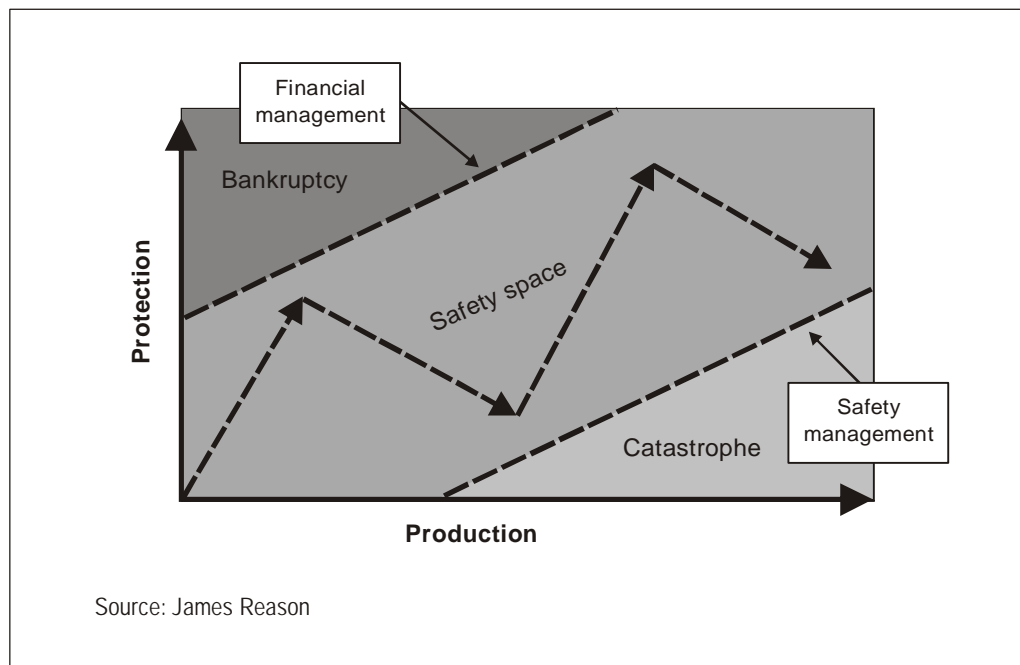 Financial
management
Bankruptcy
Protection
Safety space
Safety
management
Catastrophe
Production
Source: James Reason